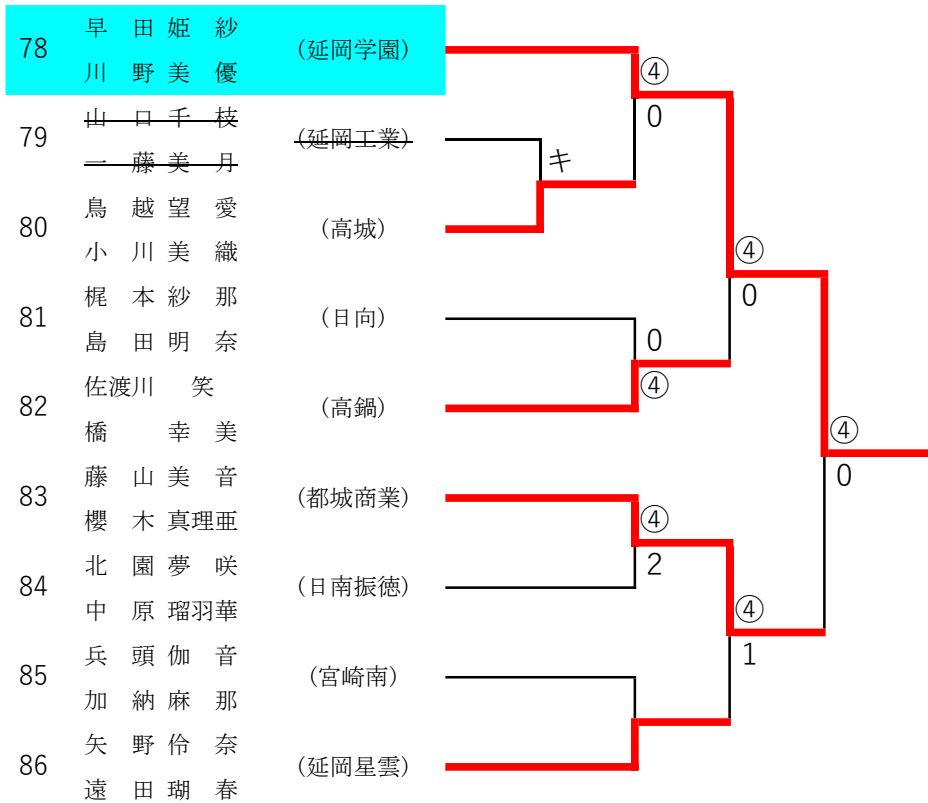 早 田 姫 紗
78 (延岡学園)
川 野 美 優
④
0
山 口 千 枝
79 (延岡工業)
一 藤 美 月
キ
鳥 越 望 愛
80 (高城)
小 川 美 織
④
0
梶 本 紗 那
81 (日向)
島 田 明 奈
0
④
佐渡川 笑
82 (高鍋)
橋 幸 美
④
0
藤 山 美 音
83 (都城商業)
櫻 木 真理亜
④
2
北 園 夢 咲
84 (日南振徳)
中 原 瑠羽華
④
1
兵 頭 伽 音
85 (宮崎南)
加 納 麻 那
矢 野 伶 奈
86 (延岡星雲)
遠 田 瑚 春